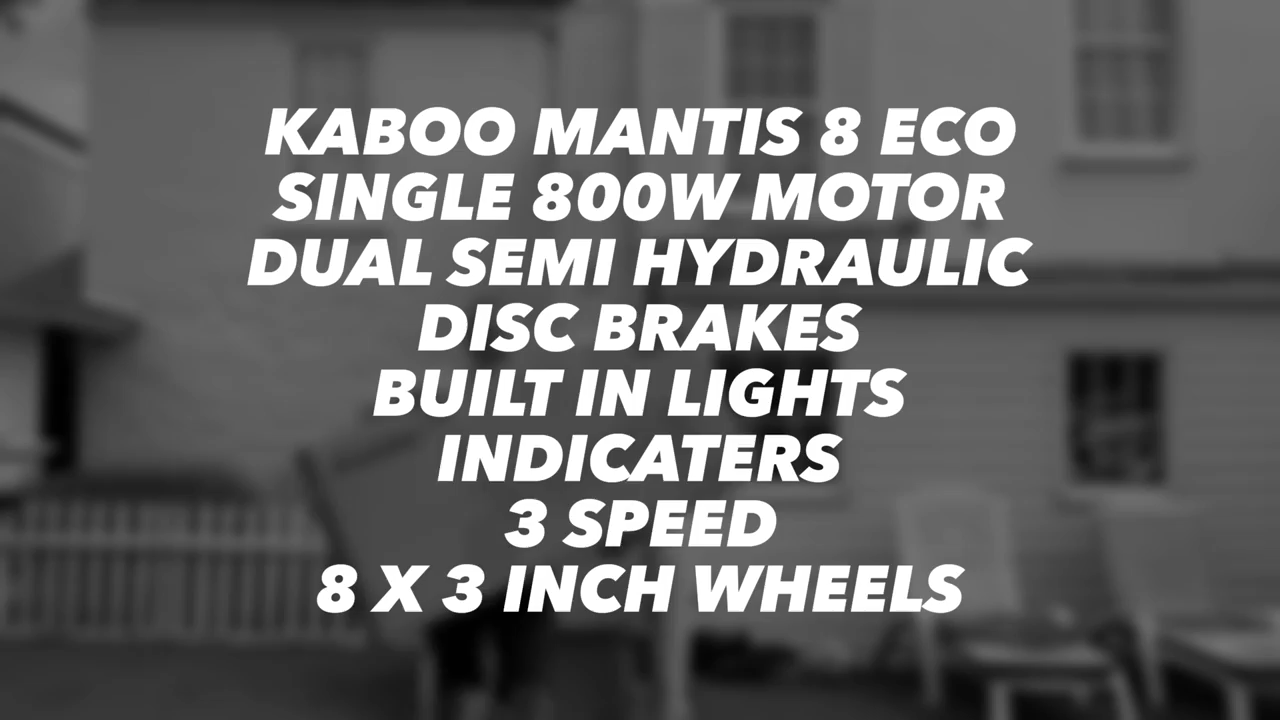 KABOO MANTIS 8 ECO
SINGLE 800W MOTOR
DUAL SEMI HYDRAULIC
DISC BRAKES
BUILT IN LIGHTS
INDICATERS
3 SPEED
8 X 3 INCH WHEELS